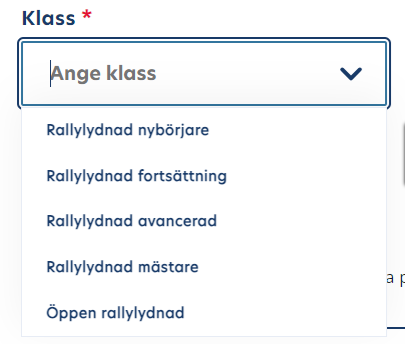 Klass *
Ange klass
Rallylydnad nybörjare
Rallylydnad fortsättning
Rallylydnad avancerad
Rallylydnad mästare
a p
Öppen rallylydnad